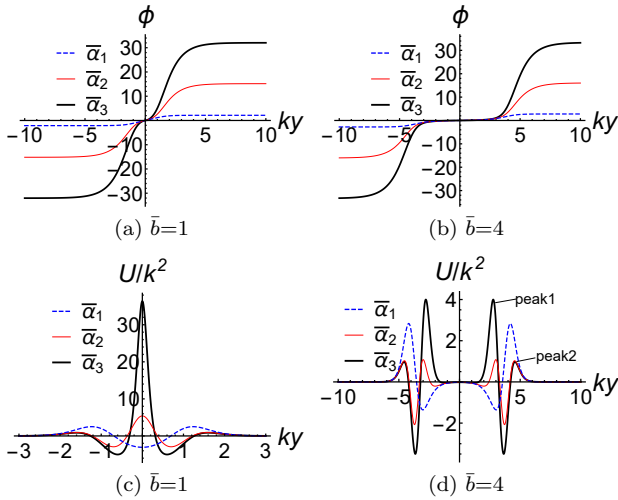 ϕ
30
20
10
ᾱ₁
ᾱ₂
ᾱ₃
-10 -5 5 10 ky
-10
-20
-30
(a) b̄=1
ϕ
30
20
10
ᾱ₁
ᾱ₂
ᾱ₃
-10 -5 5 10 ky
-10
-20
-30
(b) b̄=4
U/k²
30
20
10
ᾱ₁
ᾱ₂
ᾱ₃
-3 -2 -1 1 2 3 ky
(c) b̄=1
U/k²
4
2
ᾱ₁
ᾱ₂
ᾱ₃
peak1
peak2
-10 -5 5 10 ky
-2
(d) b̄=4